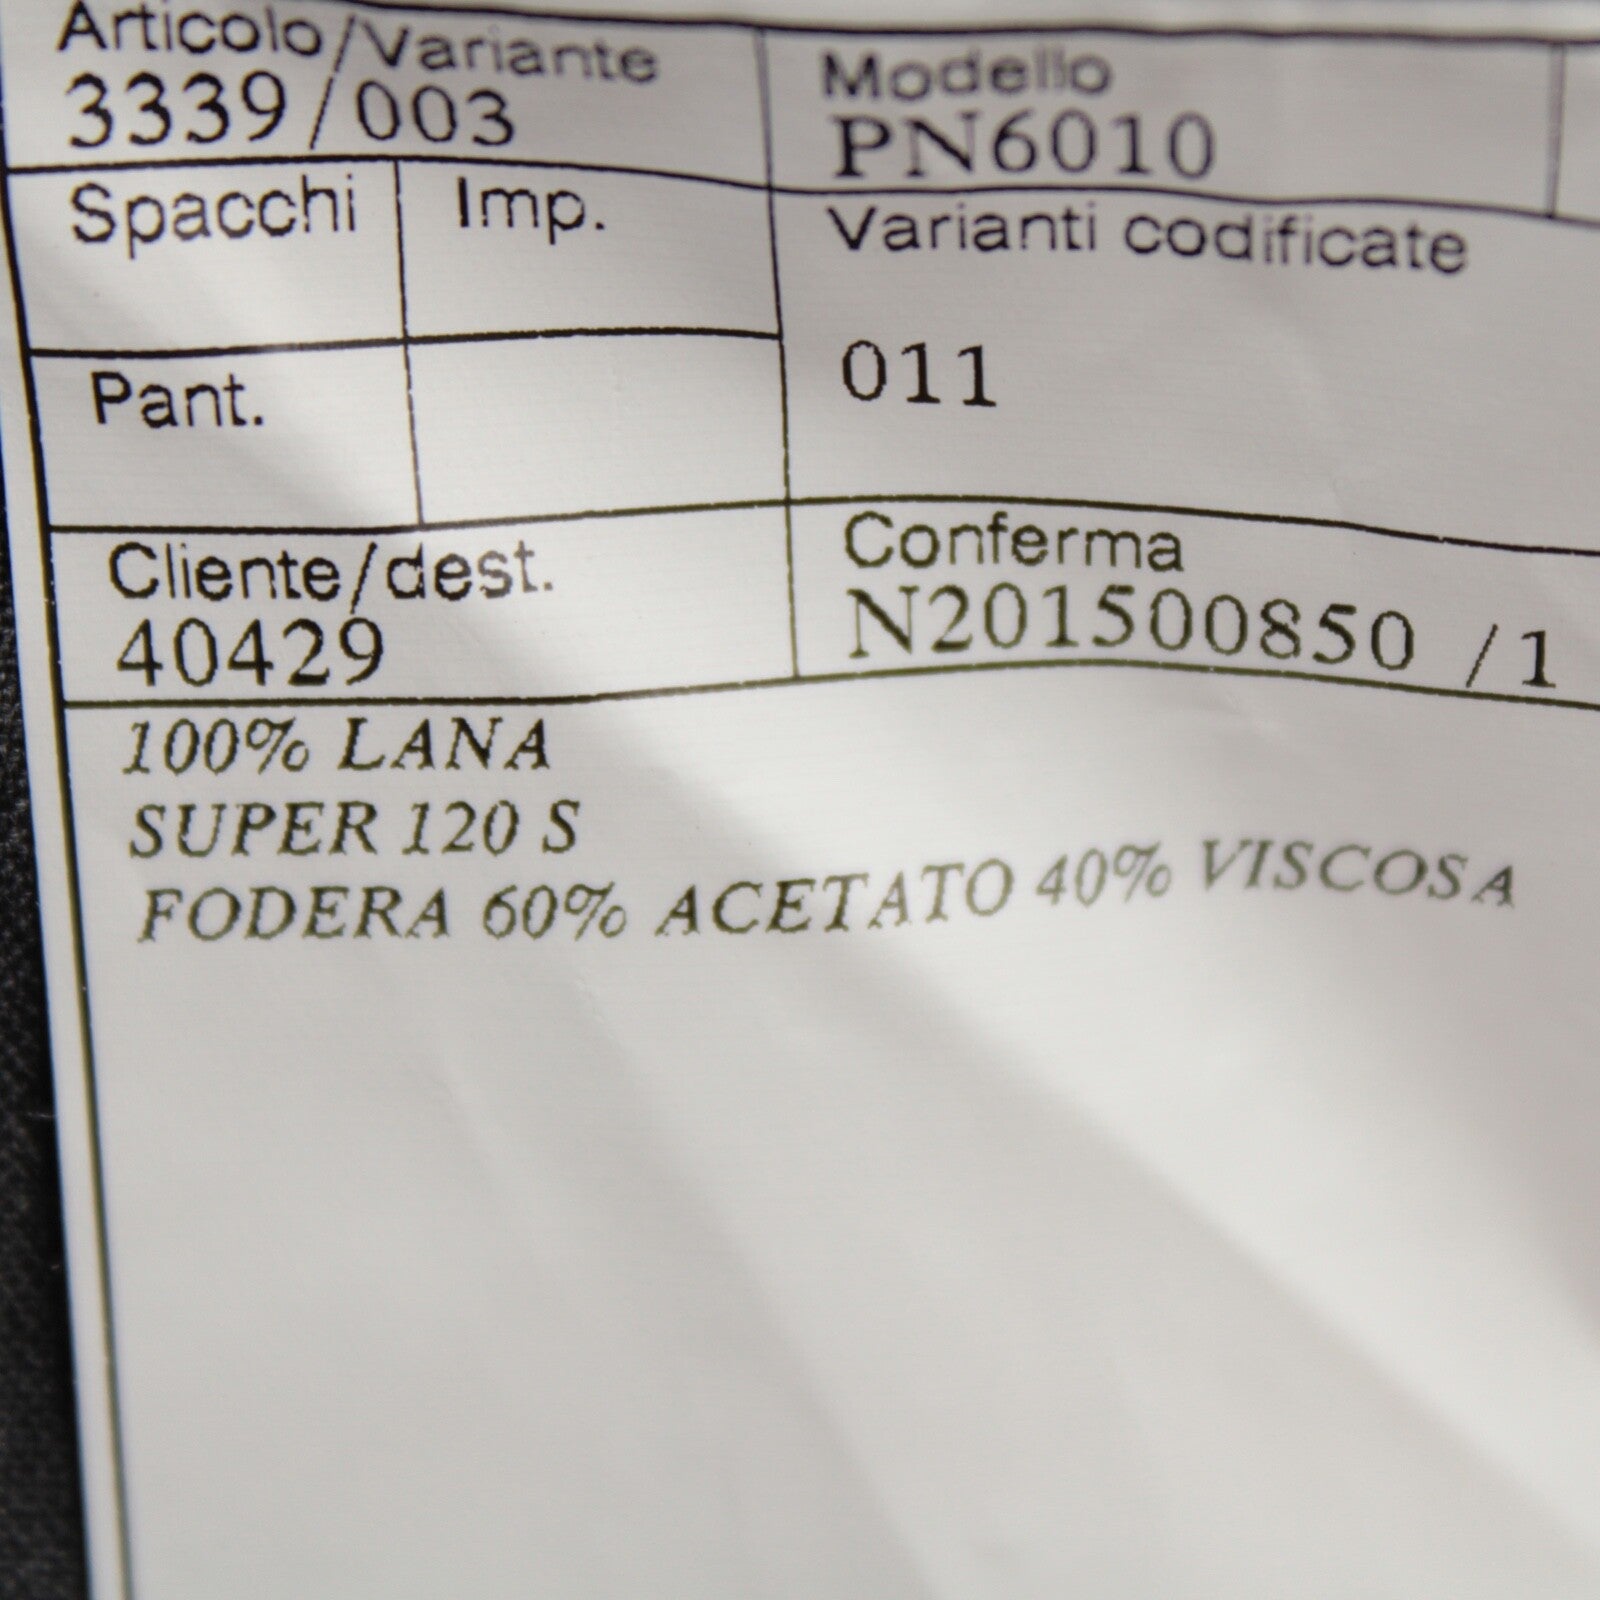 Articolo/Variante
3339/003
Modello
PN6010
Spacchi
Imp.
Varianti codificate
011
Pant.
Cliente/dest.
40429
Conferma
N201500850 /1
100% LANA
SUPER 120 S
FODERA 60% ACETATO 40% VISCOSA